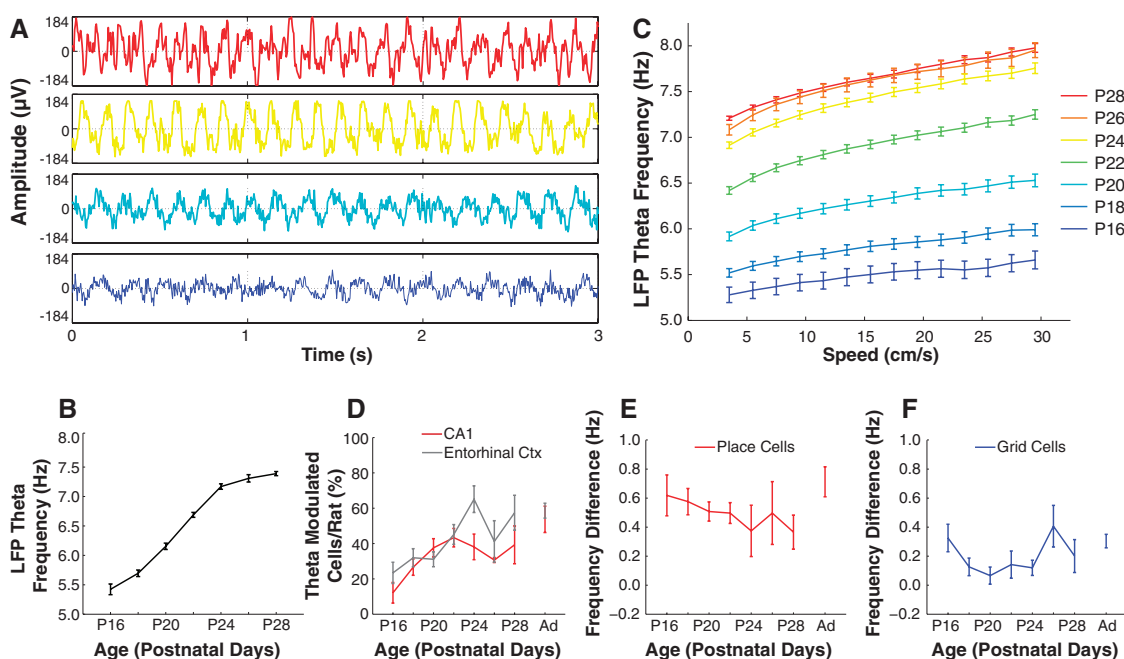 A
Amplitude (µV)
184
0
-184
184
0
-184
184
0
-184
184
0
-184
0
1
2
3
Time (s)
C
LFP Theta Frequency (Hz)
8.0
7.5
7.0
6.5
6.0
5.5
5.0
0
5
10
15
20
25
30
Speed (cm/s)
P28
P26
P24
P22
P20
P18
P16
B
LFP Theta
Frequency (Hz)
8.0
7.5
7.0
6.5
6.0
5.5
5.0
P16
P20
P24
P28
Age (Postnatal Days)
D
CA1
Entorhinal Ctx
Theta Modulated
Cells/Rat (%)
100
80
60
40
20
0
P16
P20
P24
P28
Ad
Age (Postnatal Days)
E
Place Cells
Frequency Difference (Hz)
1.0
0.8
0.6
0.4
0.2
0.0
−0.2
P16
P20
P24
P28
Ad
Age (Postnatal Days)
F
Grid Cells
Frequency Difference (Hz)
1.0
0.8
0.6
0.4
0.2
0.0
−0.2
P16
P20
P24
P28
Ad
Age (Postnatal Days)